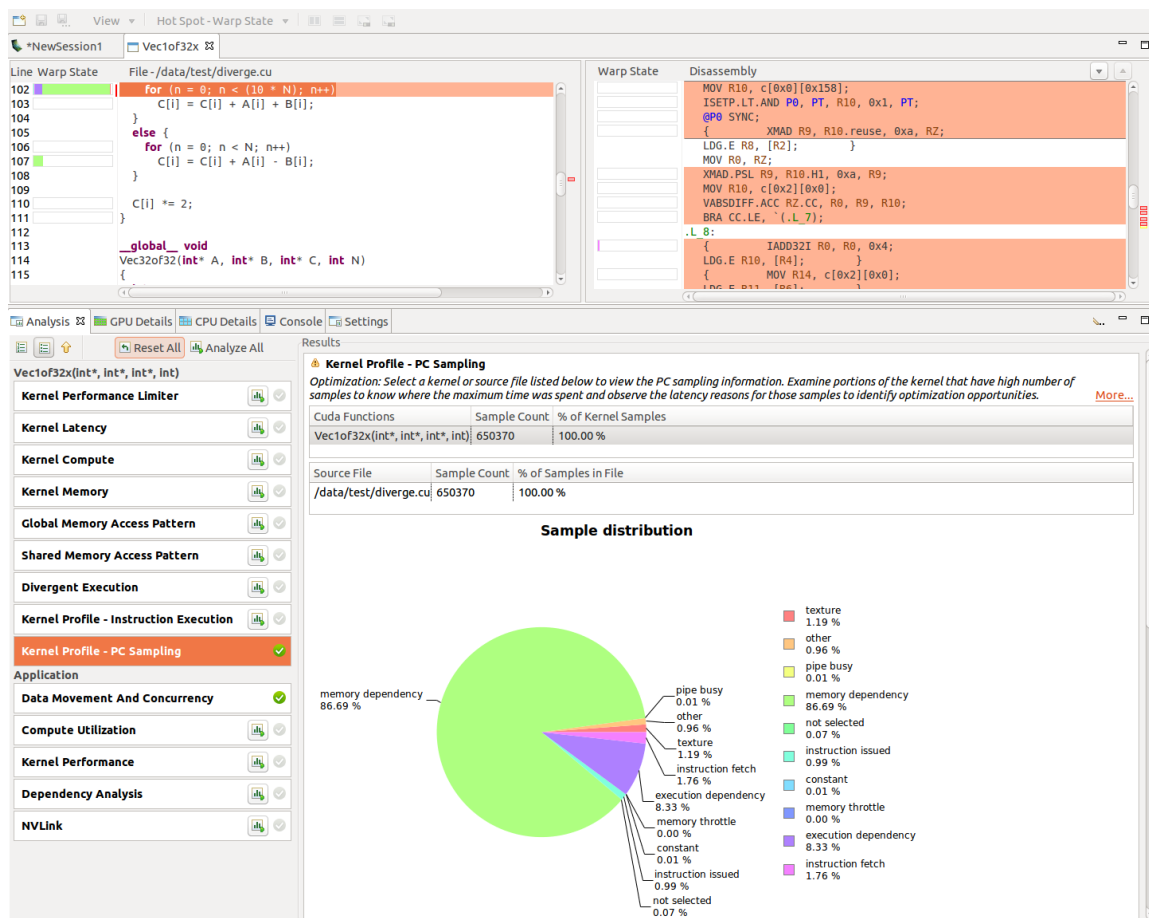 View Hot Spot - Warp State
*NewSession1 Vec1of32x
Line Warp State File - /data/test/diverge.cu
102 for (n = 0; n < (10 * N); n++)
103 C[i] = C[i] + A[i] + B[i];
104 }
105 else {
106 for (n = 0; n < N; n++)
107 C[i] = C[i] + A[i] - B[i];
108 }
109
110 C[i] *= 2;
111 }
112
113 __global__ void
114 Vec32of32(int* A, int* B, int* C, int N)
115 {
Warp State Disassembly
MOV R10, c[0x0][0x158];
ISETP.LT.AND P0, PT, R10, 0x1, PT;
@P0 SYNC;
{ XMAD R9, R10.reuse, 0xa, RZ;
LDG.E R8, [R2]; }
MOV R0, RZ;
XMAD.PSL R9, R10.H1, 0xa, R9;
MOV R10, c[0x2][0x0];
VABSDIFF.ACC RZ.CC, R0, R9, R10;
BRA CC.LE, `(.L_7);
.L_8:
{ IADD32I R0, R0, 0x4;
LDG.E R10, [R4]; }
{ MOV R14, c[0x2][0x0];
LDG.E R11, [R6]; }
Analysis GPU Details CPU Details Console Settings
Reset All Analyze All
Vec1of32x(int*, int*, int*, int)
Kernel Performance Limiter
Kernel Latency
Kernel Compute
Kernel Memory
Global Memory Access Pattern
Shared Memory Access Pattern
Divergent Execution
Kernel Profile - Instruction Execution
Kernel Profile - PC Sampling
Application
Data Movement And Concurrency
Compute Utilization
Kernel Performance
Dependency Analysis
NVLink
Results
Kernel Profile - PC Sampling
Optimization: Select a kernel or source file listed below to view the PC sampling information. Examine portions of the kernel that have high number of
samples to know where the maximum time was spent and observe the latency reasons for those samples to identify optimization opportunities. More...
Cuda Functions Sample Count % of Kernel Samples
Vec1of32x(int*, int*, int*, int) 650370 100.00 %
Source File Sample Count % of Samples in File
/data/test/diverge.cu 650370 100.00 %
Sample distribution
memory dependency
86.69 %
pipe busy
0.01 %
other
0.96 %
texture
1.19 %
instruction fetch
1.76 %
execution dependency
8.33 %
memory throttle
0.00 %
constant
0.01 %
instruction issued
0.99 %
not selected
0.07 %
texture
1.19 %
other
0.96 %
pipe busy
0.01 %
memory dependency
86.69 %
not selected
0.07 %
instruction issued
0.99 %
constant
0.01 %
memory throttle
0.00 %
execution dependency
8.33 %
instruction fetch
1.76 %